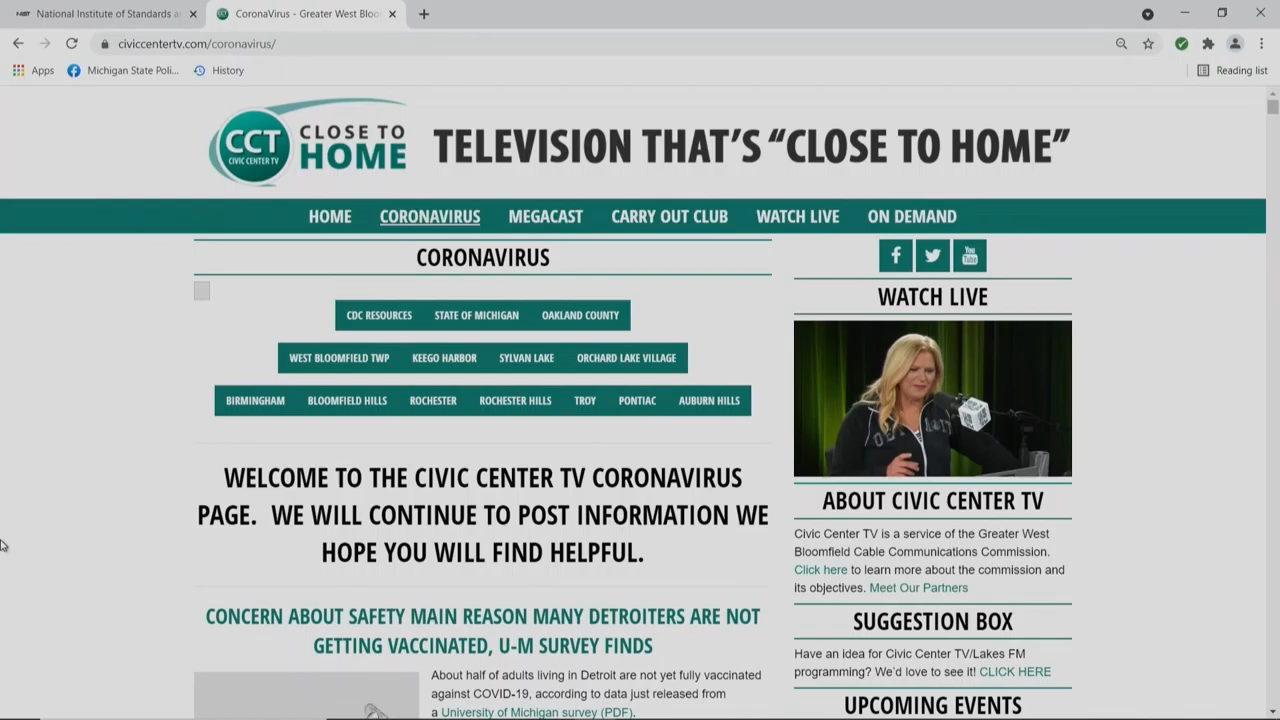 National Institute of Standards a
CoronaVirus - Greater West Bloo
civiccentertv.com/coronavirus/
Apps
Michigan State Poli...
History
Reading list
CCT
CIVIC CENTER TV
CLOSE TO
HOME
TELEVISION THAT'S “CLOSE TO HOME”
HOME CORONAVIRUS MEGACAST CARRY OUT CLUB WATCH LIVE ON DEMAND
CORONAVIRUS
CDC RESOURCES STATE OF MICHIGAN OAKLAND COUNTY
WEST BLOOMFIELD TWP KEEGO HARBOR SYLVAN LAKE ORCHARD LAKE VILLAGE
BIRMINGHAM BLOOMFIELD HILLS ROCHESTER ROCHESTER HILLS TROY PONTIAC AUBURN HILLS
WELCOME TO THE CIVIC CENTER TV CORONAVIRUS
PAGE. WE WILL CONTINUE TO POST INFORMATION WE
HOPE YOU WILL FIND HELPFUL.
CONCERN ABOUT SAFETY MAIN REASON MANY DETROITERS ARE NOT
GETTING VACCINATED, U-M SURVEY FINDS
About half of adults living in Detroit are not yet fully vaccinated
against COVID-19, according to data just released from
a University of Michigan survey (PDF).
You
Tube
WATCH LIVE
ABOUT CIVIC CENTER TV
Civic Center TV is a service of the Greater West
Bloomfield Cable Communications Commission.
Click here to learn more about the commission and
its objectives. Meet Our Partners
SUGGESTION BOX
Have an idea for Civic Center TV/Lakes FM
programming? We'd love to see it! CLICK HERE
UPCOMING EVENTS